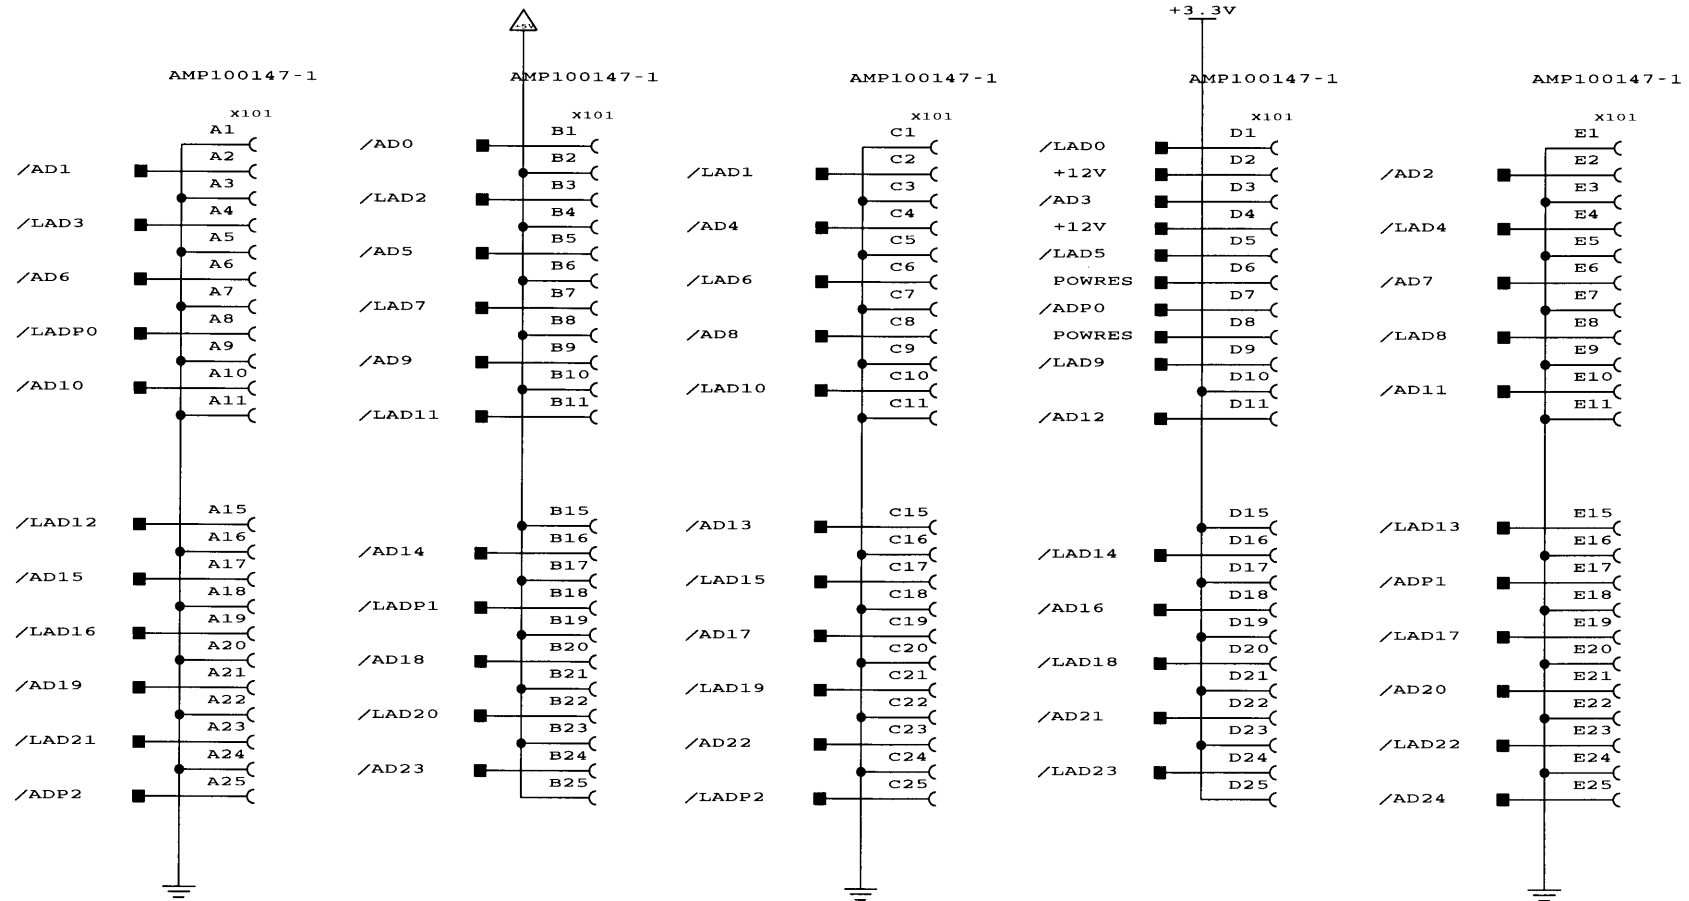 +5V
+3.3V
AMP100147-1 AMP100147-1 AMP100147-1 AMP100147-1 AMP100147-1
X101 X101 X101 X101 X101
A1 B1 C1 D1 E1
/AD0 /LAD0
A2 B2 C2 D2 E2
/AD1 /LAD1 +12V /AD2
A3 B3 C3 D3 E3
/LAD2 /AD3
A4 B4 C4 D4 E4
/LAD3 /AD4 +12V /LAD4
A5 B5 C5 D5 E5
/AD5 /LAD5
A6 B6 C6 D6 E6
/AD6 /LAD6 POWRES /AD7
A7 B7 C7 D7 E7
/LAD7 /ADP0
A8 B8 C8 D8 E8
/LADP0 /AD8 POWRES /LAD8
A9 B9 C9 D9 E9
/AD9 /LAD9
A10 B10 C10 D10 E10
/AD10 /LAD10 /AD11
A11 B11 C11 D11 E11
/LAD11 /AD12
A15 B15 C15 D15 E15
/LAD12 /AD13 /LAD13
A16 B16 C16 D16 E16
/AD14 /LAD14
A17 B17 C17 D17 E17
/AD15 /LAD15 /ADP1
A18 B18 C18 D18 E18
/LADP1 /AD16
A19 B19 C19 D19 E19
/LAD16 /AD17 /LAD17
A20 B20 C20 D20 E20
/AD18 /LAD18
A21 B21 C21 D21 E21
/AD19 /LAD19 /AD20
A22 B22 C22 D22 E22
/LAD20 /AD21
A23 B23 C23 D23 E23
/LAD21 /AD22 /LAD22
A24 B24 C24 D24 E24
/AD23 /LAD23
A25 B25 C25 D25 E25
/ADP2 /LADP2 /AD24